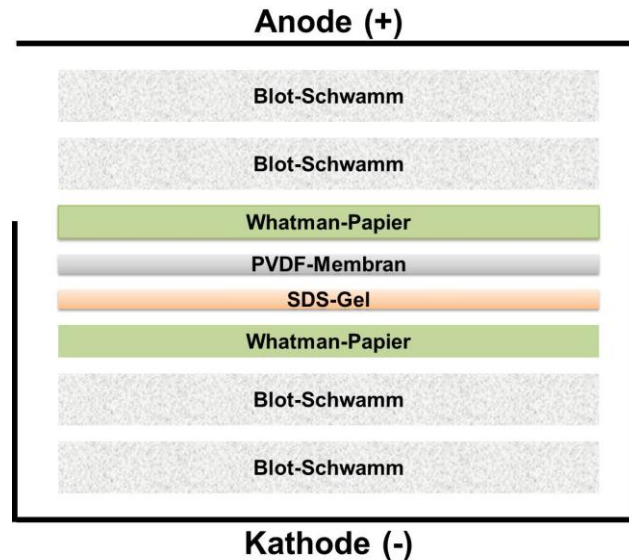 Anode (+)
Blot-Schwamm
Blot-Schwamm
Whatman-Papier
PVDF-Membran
SDS-Gel
Whatman-Papier
Blot-Schwamm
Blot-Schwamm
Kathode (-)